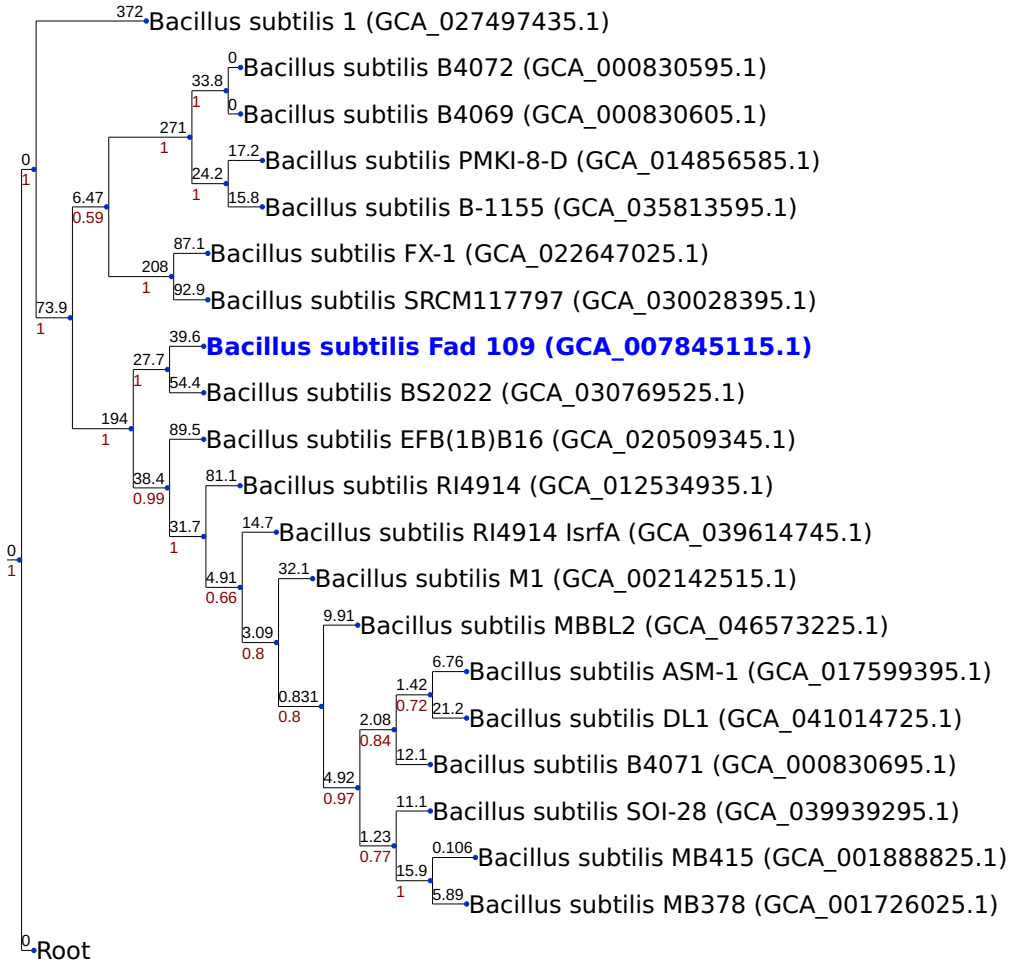 372 Bacillus subtilis 1 (GCA_027497435.1)
0
Bacillus subtilis B4072 (GCA_000830595.1)
33.8
1
0 Bacillus subtilis B4069 (GCA_000830605.1)
271
1
17.2 Bacillus subtilis PMKI-8-D (GCA_014856585.1)
0
1
24.2
1
15.8 Bacillus subtilis B-1155 (GCA_035813595.1)
6.47
0.59
87.1 Bacillus subtilis FX-1 (GCA_022647025.1)
208
1
92.9 Bacillus subtilis SRCM117797 (GCA_030028395.1)
73.9
1
39.6 Bacillus subtilis Fad 109 (GCA_007845115.1)
27.7
1
54.4 Bacillus subtilis BS2022 (GCA_030769525.1)
194
1
89.5 Bacillus subtilis EFB(1B)B16 (GCA_020509345.1)
38.4
0.99
81.1 Bacillus subtilis RI4914 (GCA_012534935.1)
31.7
1
14.7 Bacillus subtilis RI4914 IsrfA (GCA_039614745.1)
0
1
4.91
0.66
32.1 Bacillus subtilis M1 (GCA_002142515.1)
3.09
0.8
9.91 Bacillus subtilis MBBL2 (GCA_046573225.1)
6.76 Bacillus subtilis ASM-1 (GCA_017599395.1)
1.42
0.72
0.831
0.8
21.2 Bacillus subtilis DL1 (GCA_041014725.1)
2.08
0.84
12.1 Bacillus subtilis B4071 (GCA_000830695.1)
4.92
0.97
11.1 Bacillus subtilis SOI-28 (GCA_039939295.1)
1.23
0.77
0.106 Bacillus subtilis MB415 (GCA_001888825.1)
15.9
1
5.89 Bacillus subtilis MB378 (GCA_001726025.1)
0 Root